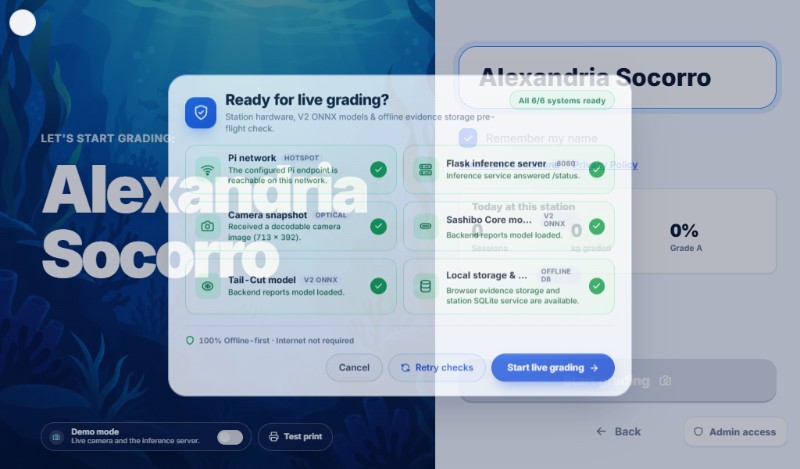 LET'S START GRADING:
Alexandria
Socorro
Demo mode
Live camera and the inference server.
Test print
Alexandria Socorro
Remember my name
Privacy Policy
Today at this station
0
Sessions
0
kg graded
0%
Grade A
Back
Admin access
Ready for live grading?
All 6/6 systems ready
Station hardware, V2 ONNX models & offline evidence storage pre-
flight check.
Pi network HOTSPOT
The configured Pi endpoint is
reachable on this network.
Flask inference server :8080
Inference service answered /status.
Camera snapshot OPTICAL
Received a decodable camera
image (713 × 392).
Sashibo Core mo... V2 ONNX
Backend reports model loaded.
Tail-Cut model V2 ONNX
Backend reports model loaded.
Local storage & ... OFFLINE DB
Browser evidence storage and
station SQLite service are available.
100% Offline-first · Internet not required
Cancel
Retry checks
Start live grading →